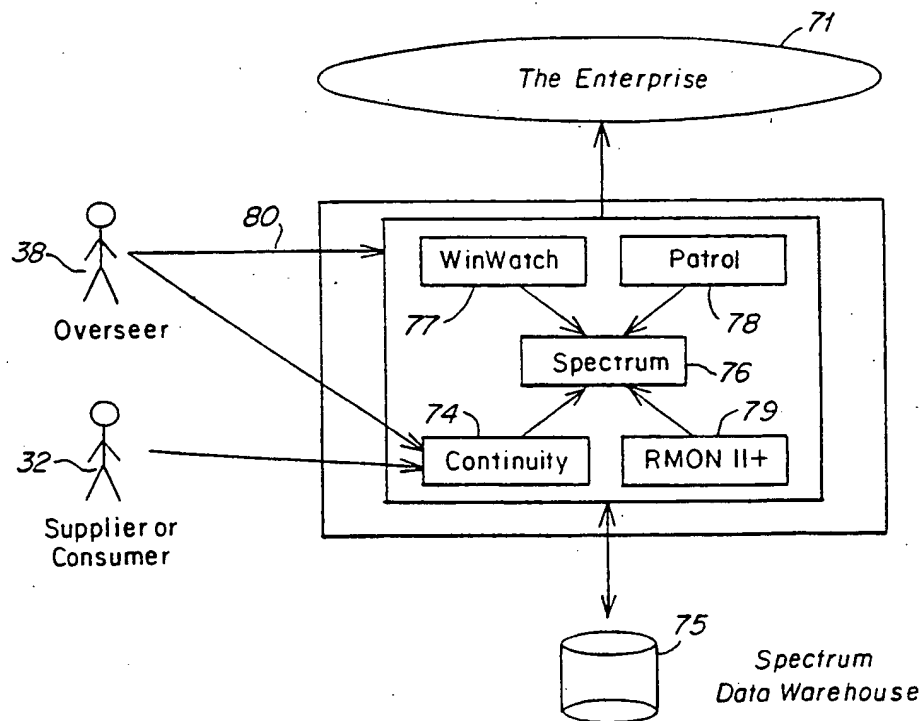 71
The Enterprise
80
38
Overseer
WinWatch
Patrol
77
78
Spectrum
76
74
79
32
Continuity
RMON II+
Supplier or
Consumer
75
Spectrum
Data Warehouse